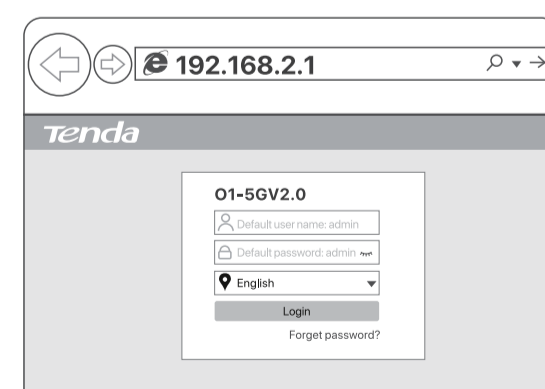 192.168.2.1
Tenda
O1-5GV2.0
Default user name: admin
Default password: admin
English
Login
Forget password?